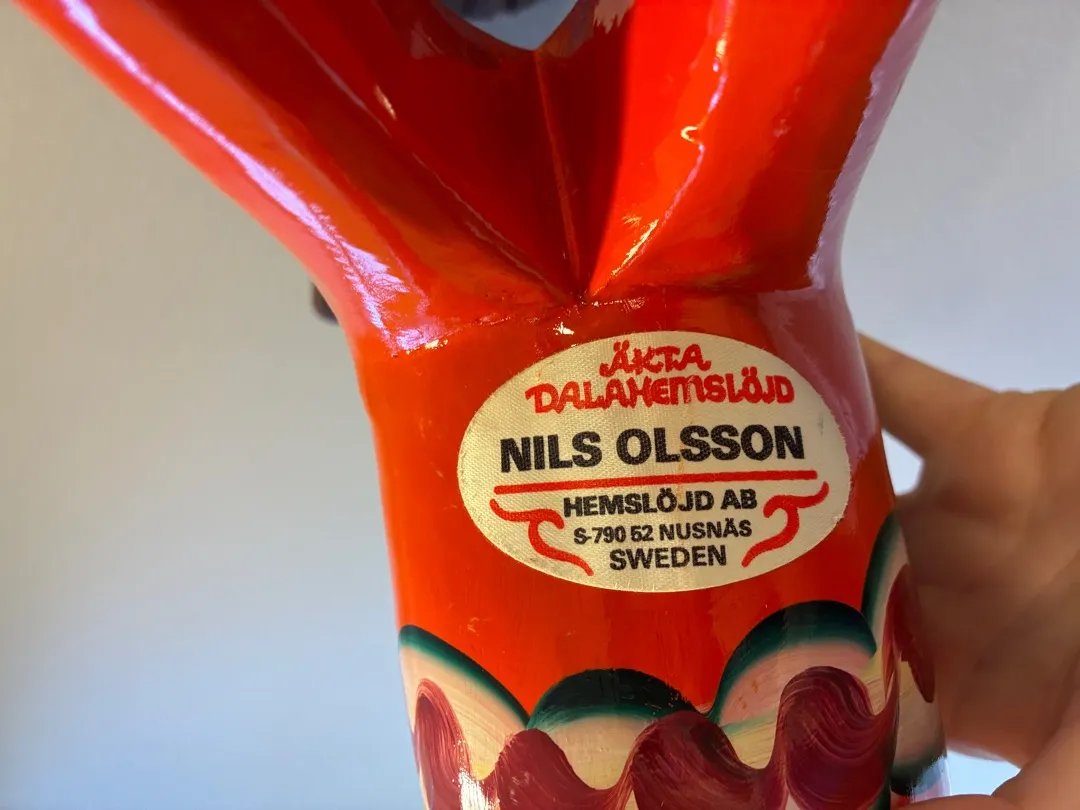 ÄKTA
DALAHEMSLÖJD
NILS OLSSON
HEMSLÖJD AB
S-790 52 NUSNÄS
SWEDEN